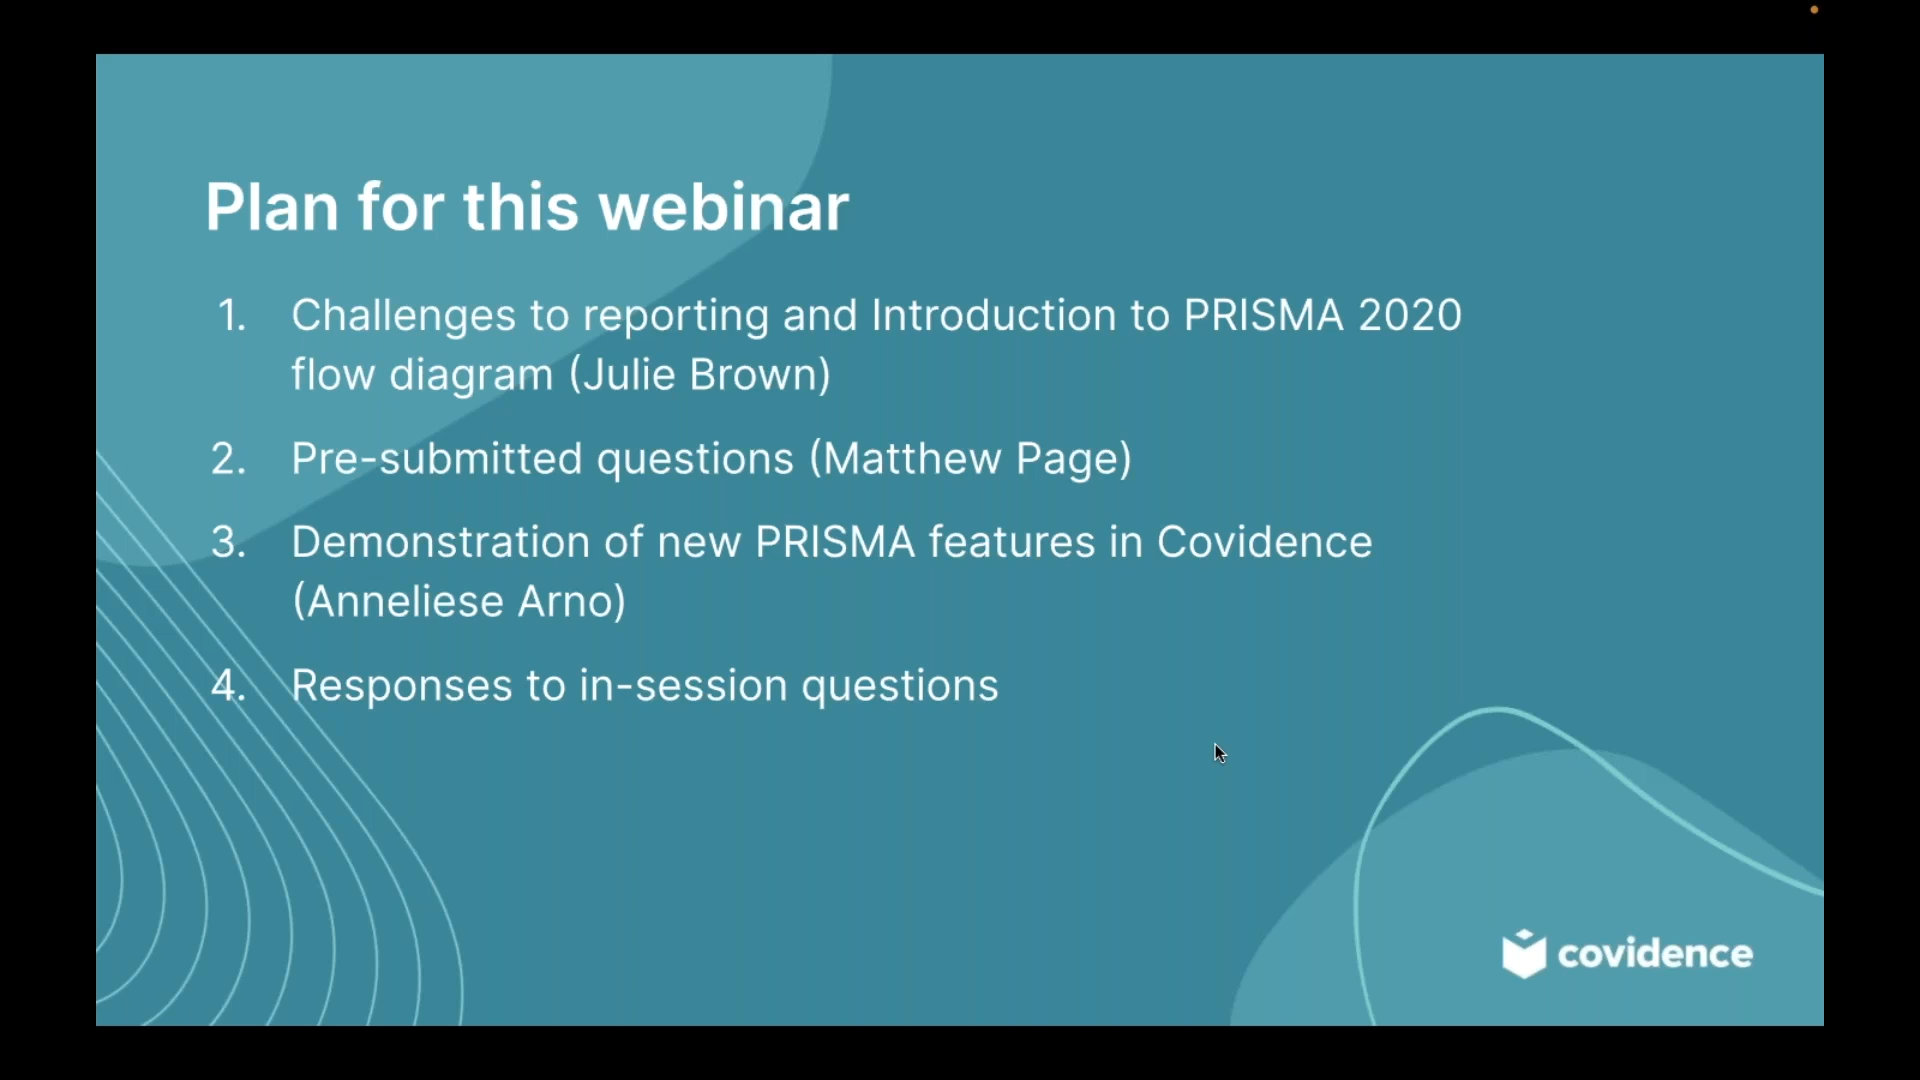 Plan for this webinar
1. Challenges to reporting and Introduction to PRISMA 2020
flow diagram (Julie Brown)
2. Pre-submitted questions (Matthew Page)
3. Demonstration of new PRISMA features in Covidence
(Anneliese Arno)
4. Responses to in-session questions
covidence